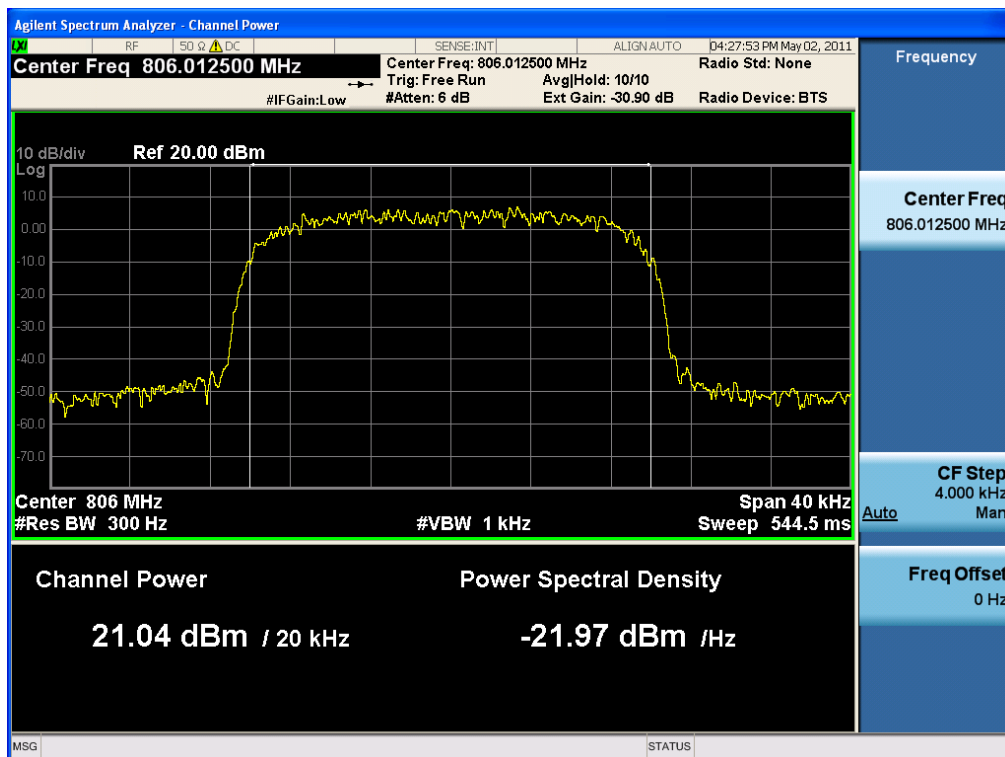 Agilent Spectrum Analyzer - Channel Power
LXI RF 50 Ω DC SENSE:INT ALIGN AUTO 04:27:53 PM May 02, 2011
Center Freq 806.012500 MHz
Center Freq: 806.012500 MHz
Radio Std: None
Trig: Free Run Avg|Hold: 10/10
#IFGain:Low
#Atten: 6 dB Ext Gain: -30.90 dB Radio Device: BTS
10 dB/div Ref 20.00 dBm
Log
10.0
0.00
-10.0
-20.0
-30.0
-40.0
-50.0
-60.0
-70.0
Center 806 MHz Span 40 kHz
#Res BW 300 Hz #VBW 1 kHz Sweep 544.5 ms
Channel Power Power Spectral Density
21.04 dBm / 20 kHz -21.97 dBm /Hz
MSG STATUS
Frequency
Center Freq
806.012500 MHz
CF Step
4.000 kHz
Auto Man
Freq Offset
0 Hz